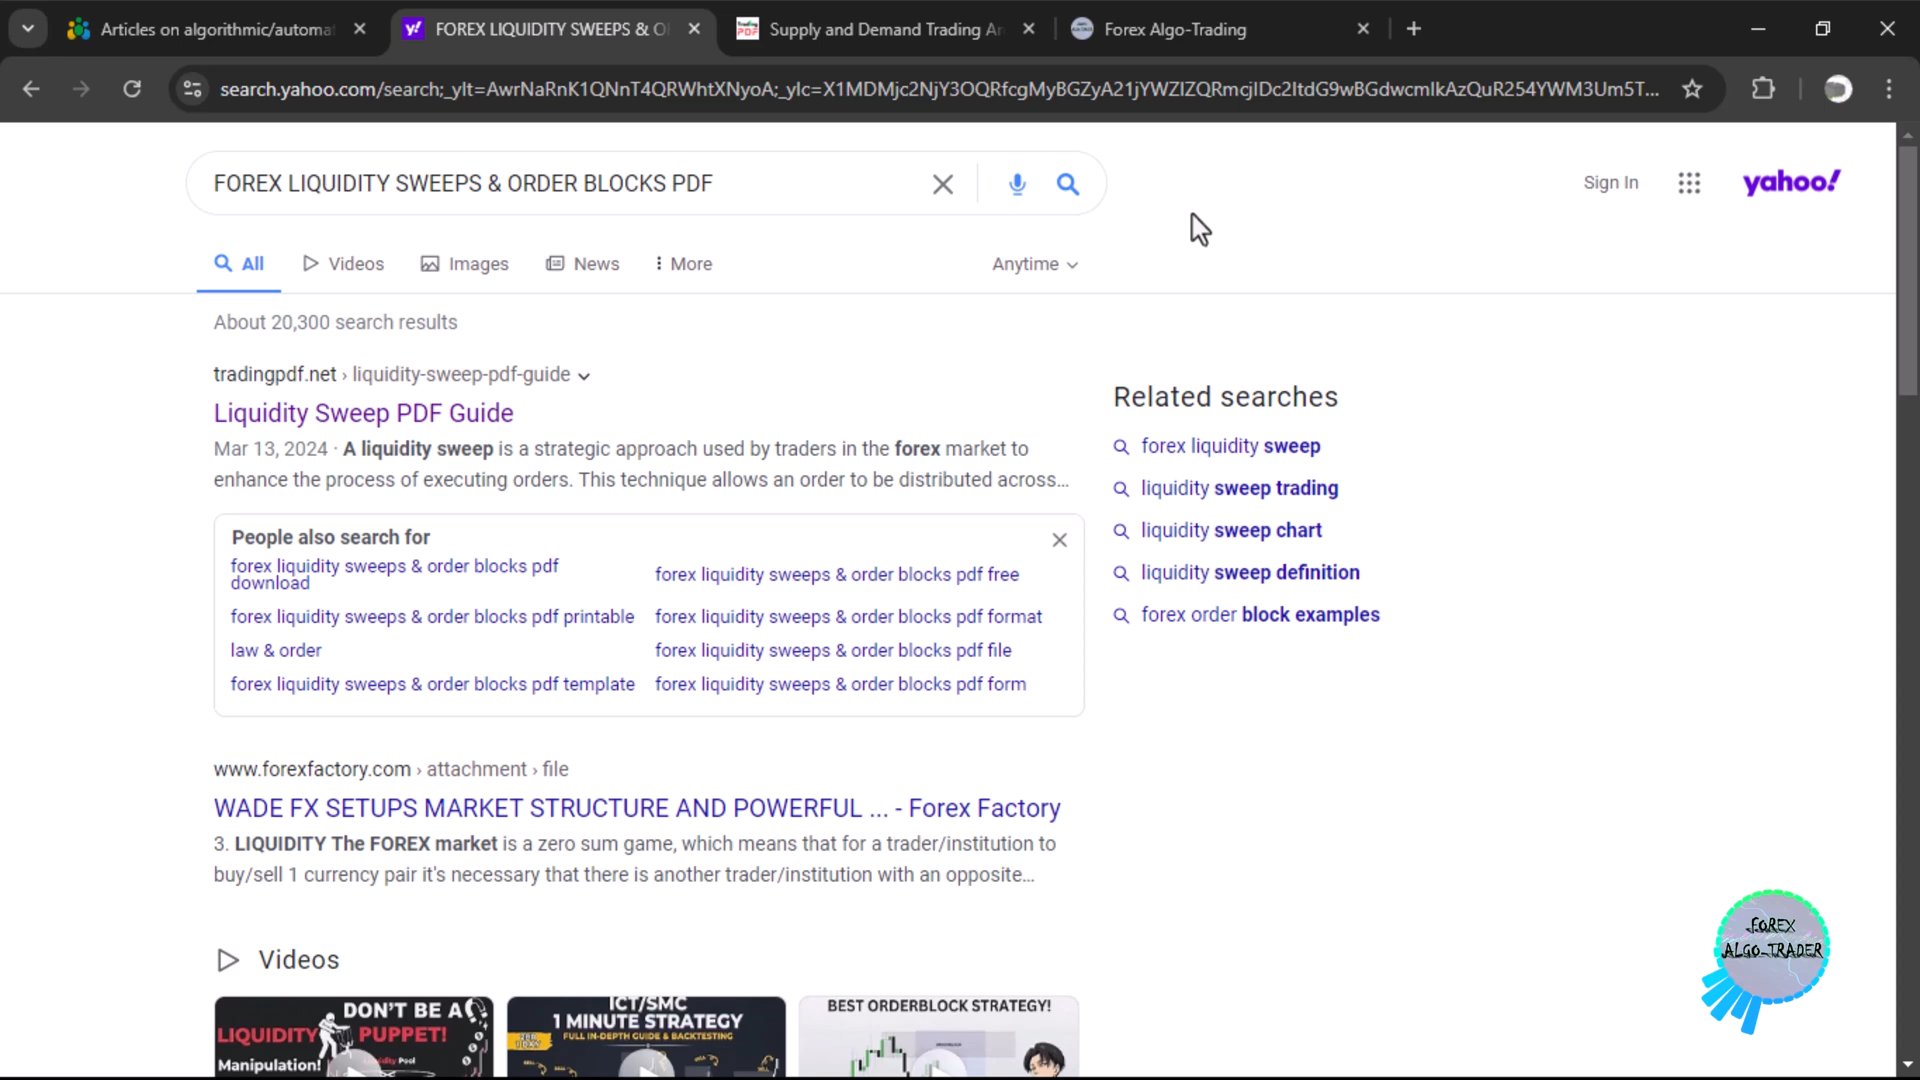 Articles on algorithmic/automa
FOREX LIQUIDITY SWEEPS & O
Supply and Demand Trading A
Forex Algo-Trading
search.yahoo.com/search;_ylt=AwrNaRnK1QNnT4QRWhtXNyoA;_ylc=X1MDMjc2NjY3OQRfcgMyBGZyA21jYWZlZQRmcjIDc2ItdG9wBGdwcmlkAzQuR254YWM3Um5T...
FOREX LIQUIDITY SWEEPS & ORDER BLOCKS PDF
Sign In
yahoo!
All
Videos
Images
News
More
Anytime
About 20,300 search results
tradingpdf.net › liquidity-sweep-pdf-guide
Liquidity Sweep PDF Guide
Mar 13, 2024 · A liquidity sweep is a strategic approach used by traders in the forex market to
enhance the process of executing orders. This technique allows an order to be distributed across...
People also search for
forex liquidity sweeps & order blocks pdf
download
forex liquidity sweeps & order blocks pdf free
forex liquidity sweeps & order blocks pdf printable
forex liquidity sweeps & order blocks pdf format
law & order
forex liquidity sweeps & order blocks pdf file
forex liquidity sweeps & order blocks pdf template
forex liquidity sweeps & order blocks pdf form
Related searches
forex liquidity sweep
liquidity sweep trading
liquidity sweep chart
liquidity sweep definition
forex order block examples
www.forexfactory.com › attachment › file
WADE FX SETUPS MARKET STRUCTURE AND POWERFUL ... - Forex Factory
3. LIQUIDITY The FOREX market is a zero sum game, which means that for a trader/institution to
buy/sell 1 currency pair it's necessary that there is another trader/institution with an opposite...
Videos
DON'T BE A
PUPPET!
LIQUIDITY
Manipulation!
ICT/SMC
1 MINUTE STRATEGY
FULL IN-DEPTH GUIDE & BACKTESTING
BEST ORDERBLOCK STRATEGY!
FOREX
ALGO-TRADER